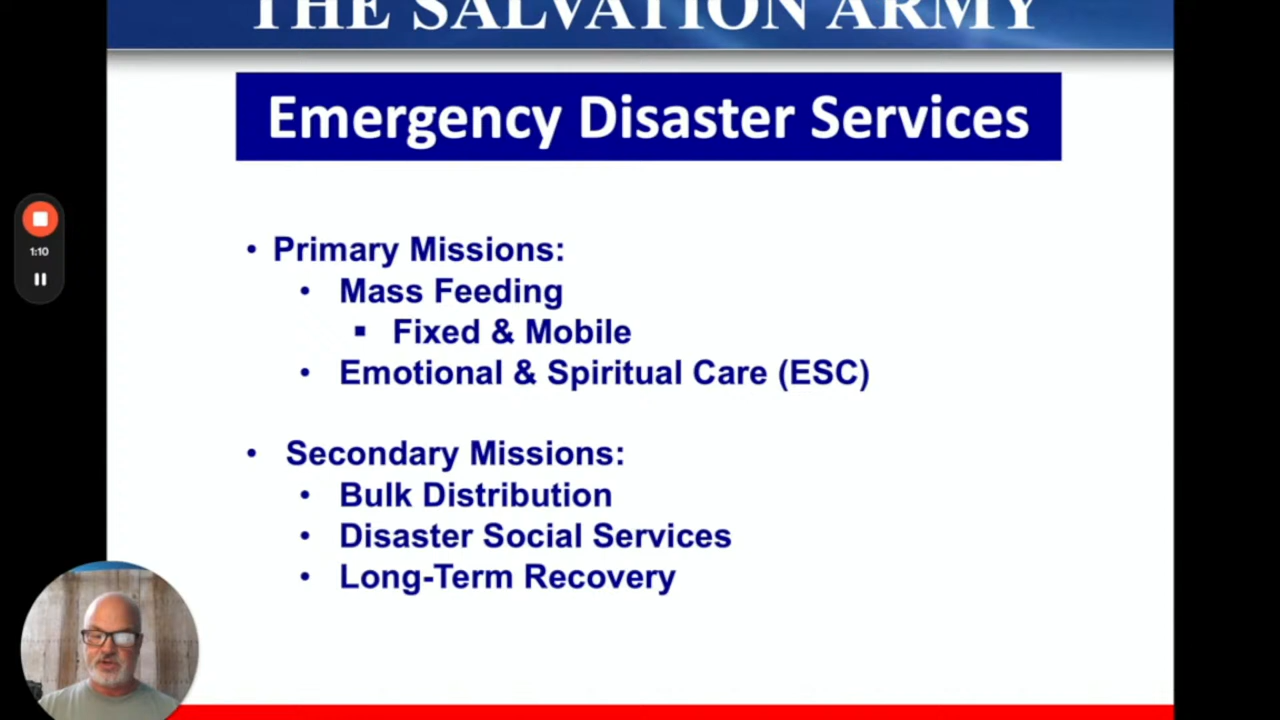 THE SALVATION ARMY
Emergency Disaster Services
• Primary Missions:
• Mass Feeding
▪ Fixed & Mobile
• Emotional & Spiritual Care (ESC)
• Secondary Missions:
• Bulk Distribution
• Disaster Social Services
• Long-Term Recovery
1:10